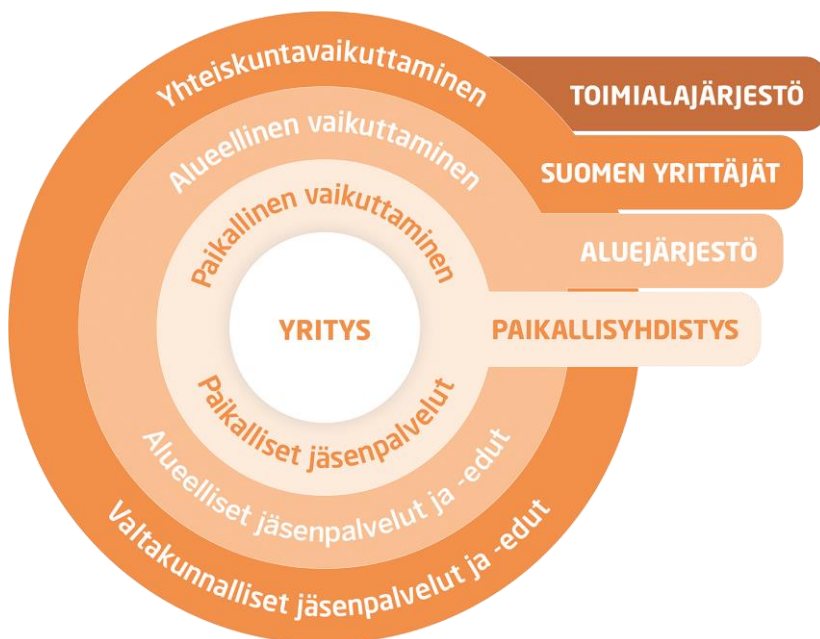 Yhteiskuntavaikuttaminen
TOIMIALAJÄRJESTÖ
Alueellinen vaikuttaminen
SUOMEN YRITTÄJÄT
Paikallinen vaikuttaminen
ALUEJÄRJESTÖ
YRITYS
PAIKALLISYHDISTYS
Paikalliset jäsenpalvelut
Alueelliset jäsenpalvelut ja -edut
Valtakunnalliset jäsenpalvelut ja -edut